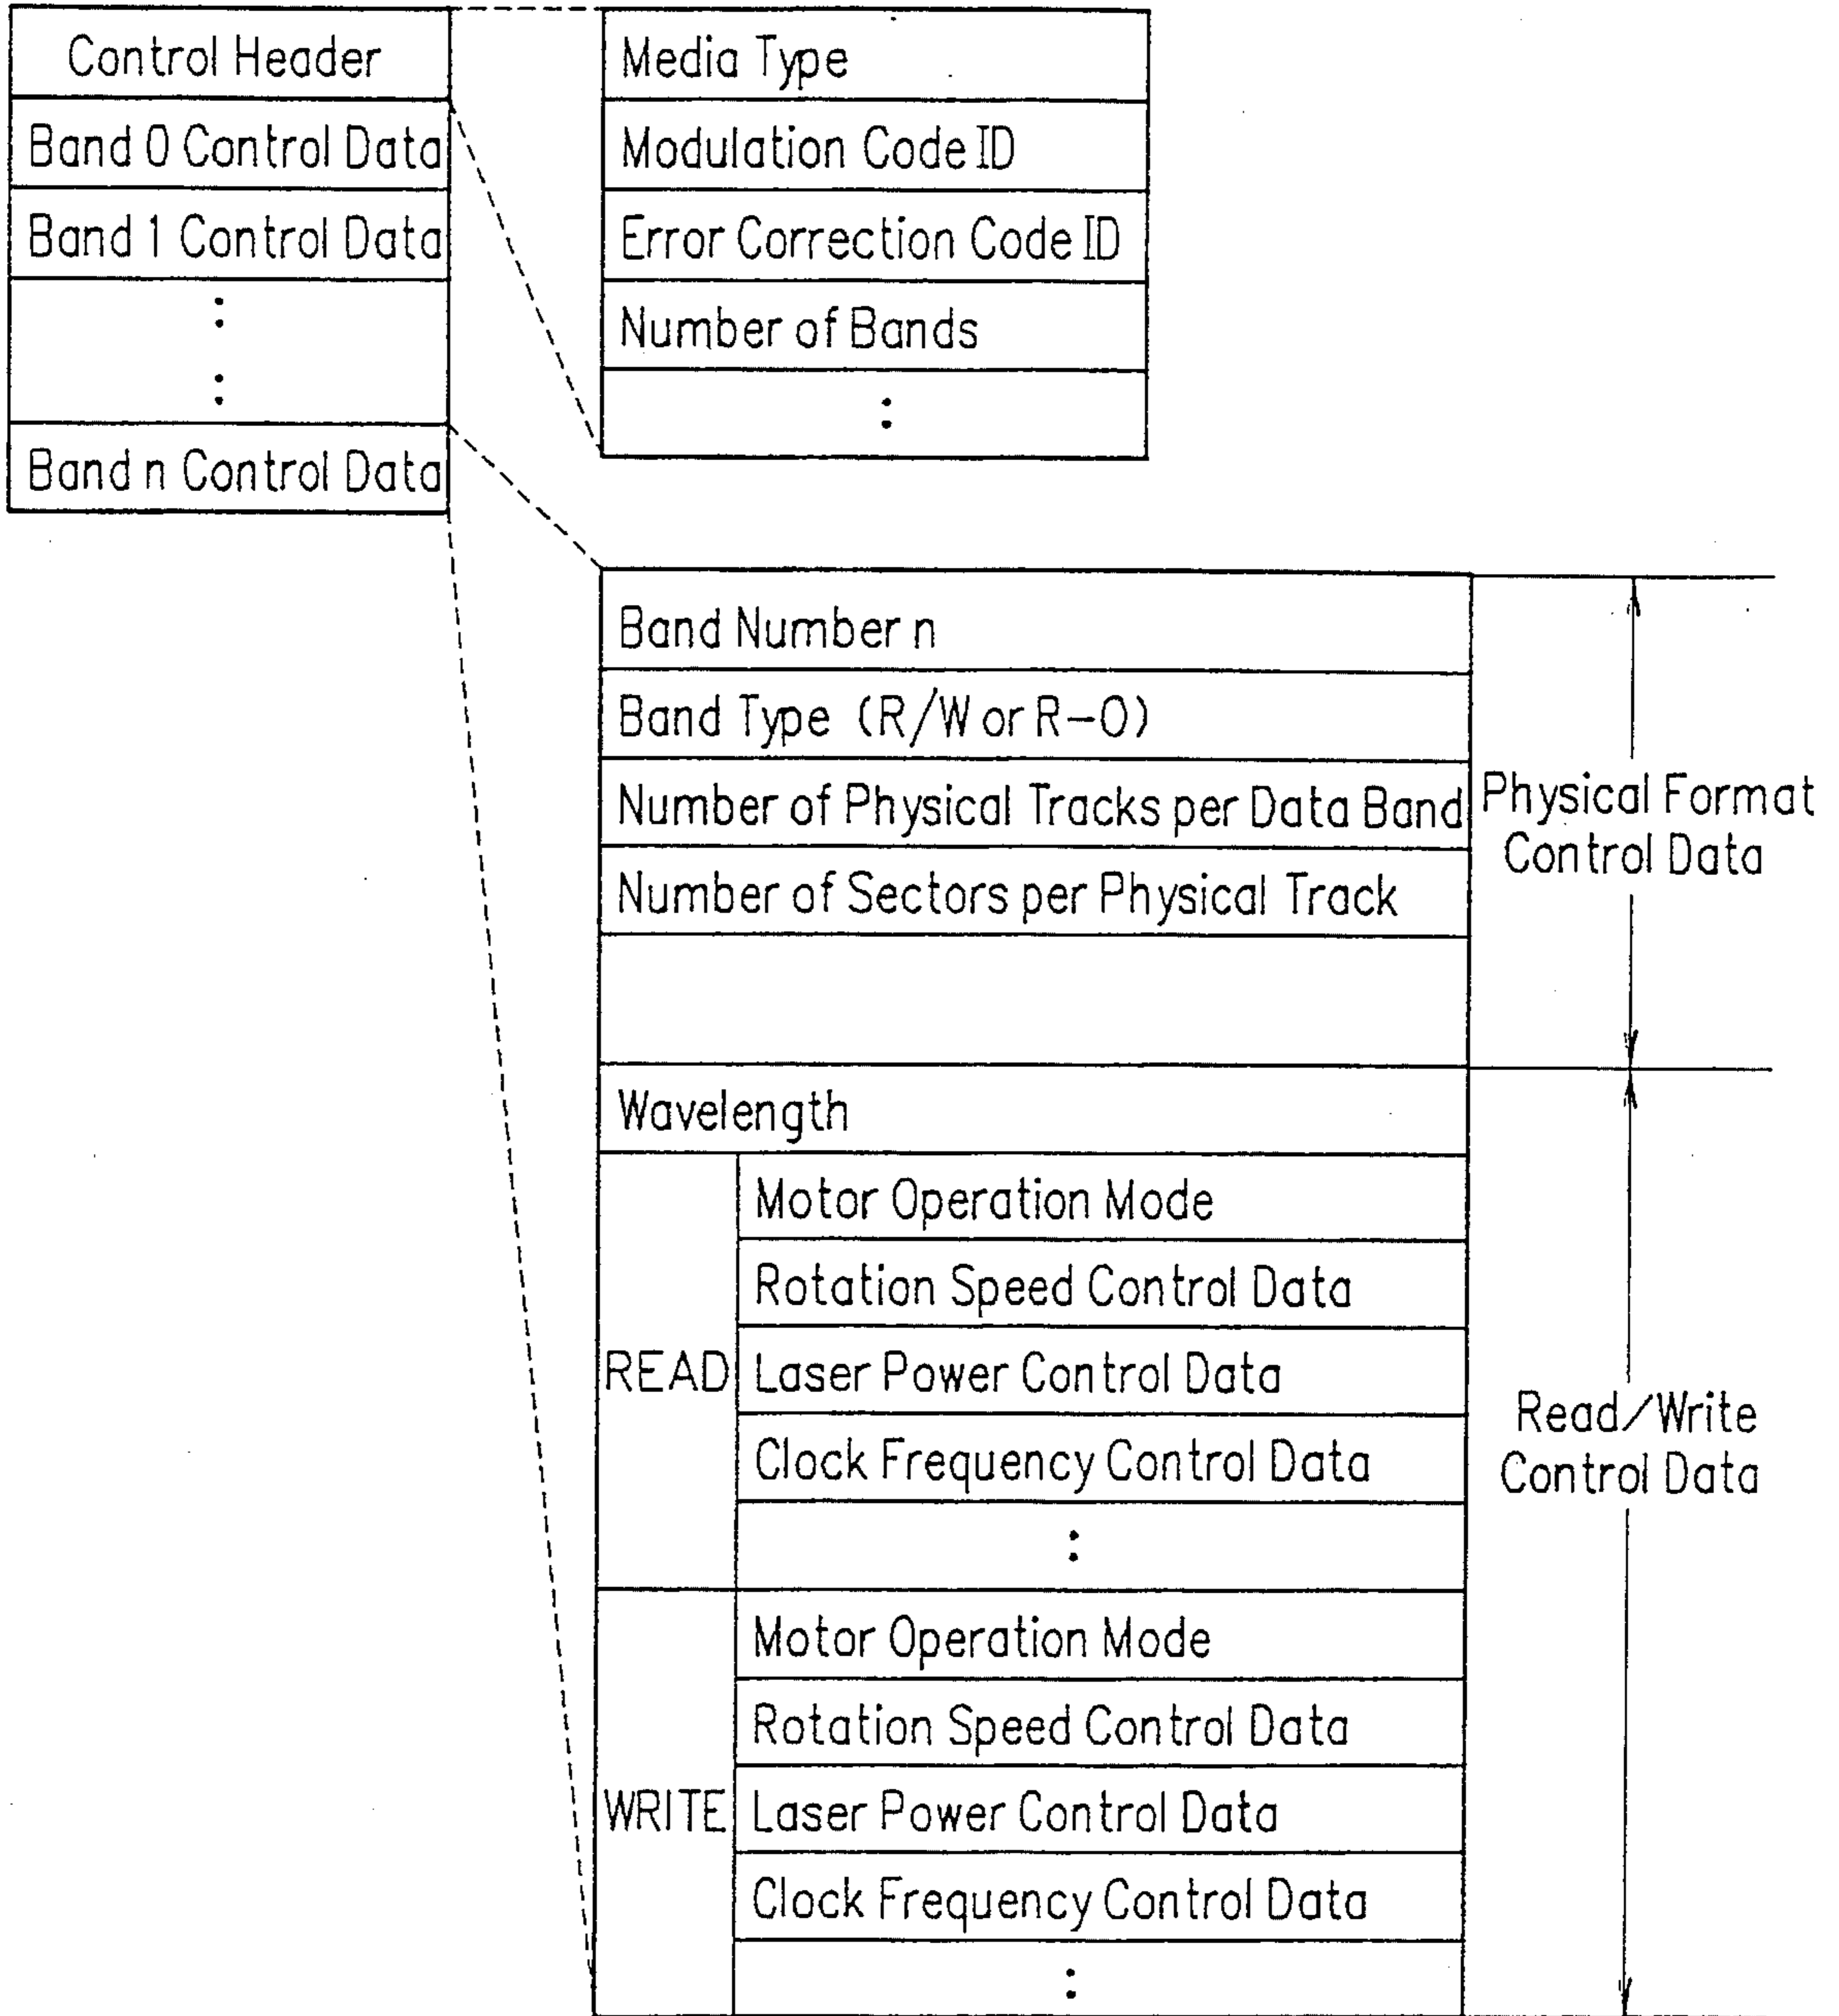 Control Header
Band 0 Control Data
Band 1 Control Data
:
:
Band n Control Data
Media Type
Modulation Code ID
Error Correction Code ID
Number of Bands
:
Band Number n
Band Type (R/W or R-O)
Number of Physical Tracks per Data Band
Number of Sectors per Physical Track
Physical Format
Control Data
Wavelength
READ
Motor Operation Mode
Rotation Speed Control Data
Laser Power Control Data
Clock Frequency Control Data
:
WRITE
Motor Operation Mode
Rotation Speed Control Data
Laser Power Control Data
Clock Frequency Control Data
:
Read/Write
Control Data